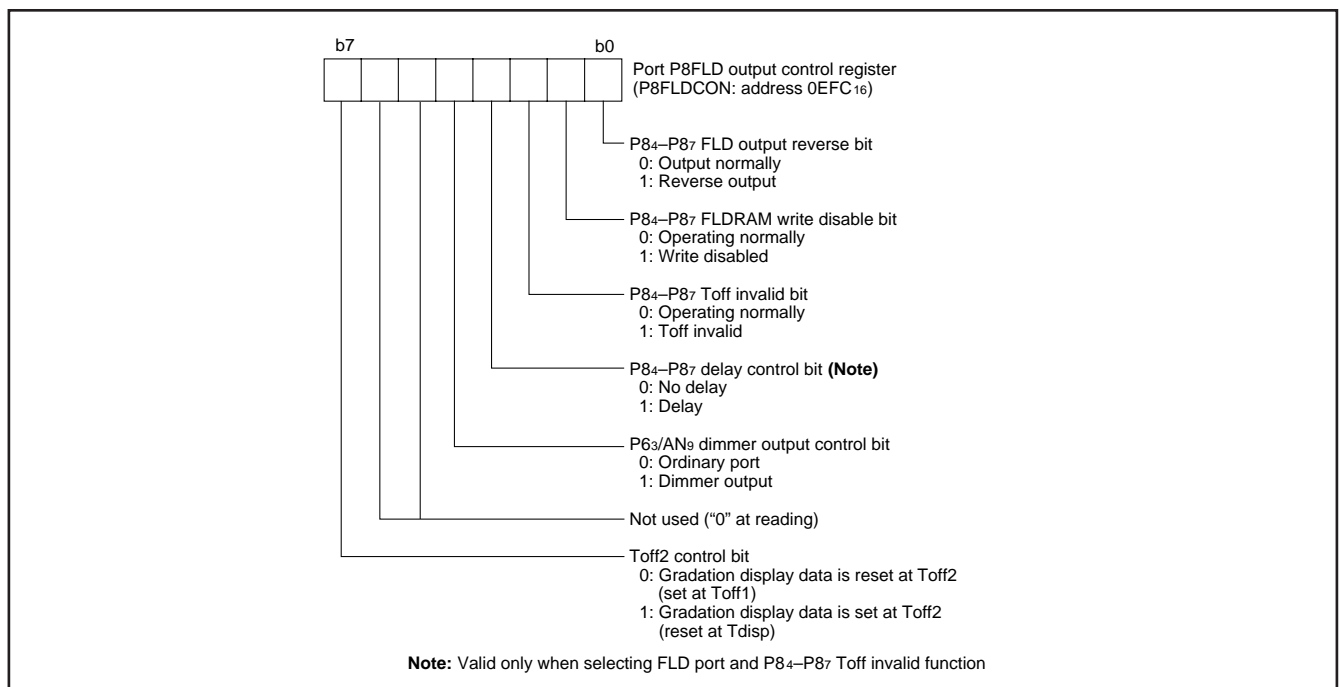 b7 b0
Port P8FLD output control register
(P8FLDCON: address 0EFC₁₆)
P8₄–P8₇ FLD output reverse bit
0: Output normally
1: Reverse output
P8₄–P8₇ FLDRAM write disable bit
0: Operating normally
1: Write disabled
P8₄–P8₇ Toff invalid bit
0: Operating normally
1: Toff invalid
P8₄–P8₇ delay control bit (Note)
0: No delay
1: Delay
P6₃/AN₉ dimmer output control bit
0: Ordinary port
1: Dimmer output
Not used (“0” at reading)
Toff2 control bit
0: Gradation display data is reset at Toff2
(set at Toff1)
1: Gradation display data is set at Toff2
(reset at Tdisp)
Note: Valid only when selecting FLD port and P8₄–P8₇ Toff invalid function